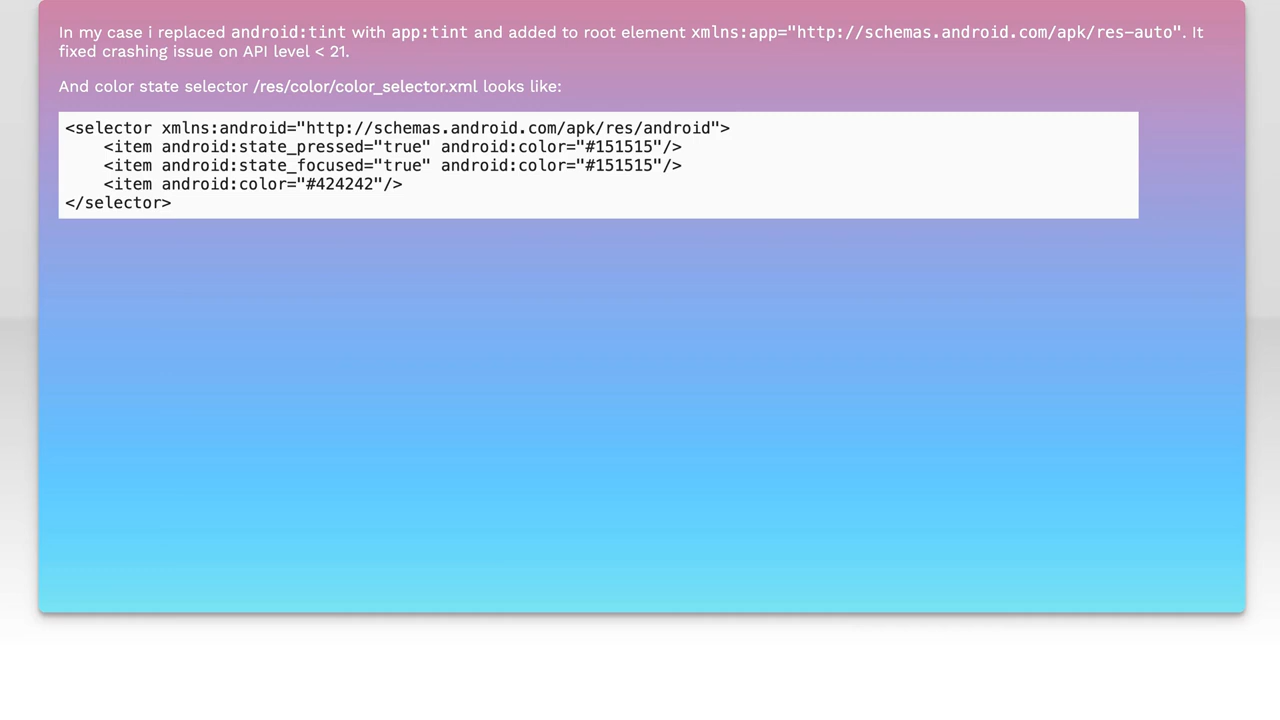 In my case i replaced android:tint with app:tint and added to root element xmlns:app="http://schemas.android.com/apk/res-auto". It
fixed crashing issue on API level < 21.
And color state selector /res/color/color_selector.xml looks like:
<selector xmlns:android="http://schemas.android.com/apk/res/android">
    <item android:state_pressed="true" android:color="#151515"/>
    <item android:state_focused="true" android:color="#151515"/>
    <item android:color="#424242"/>
</selector>